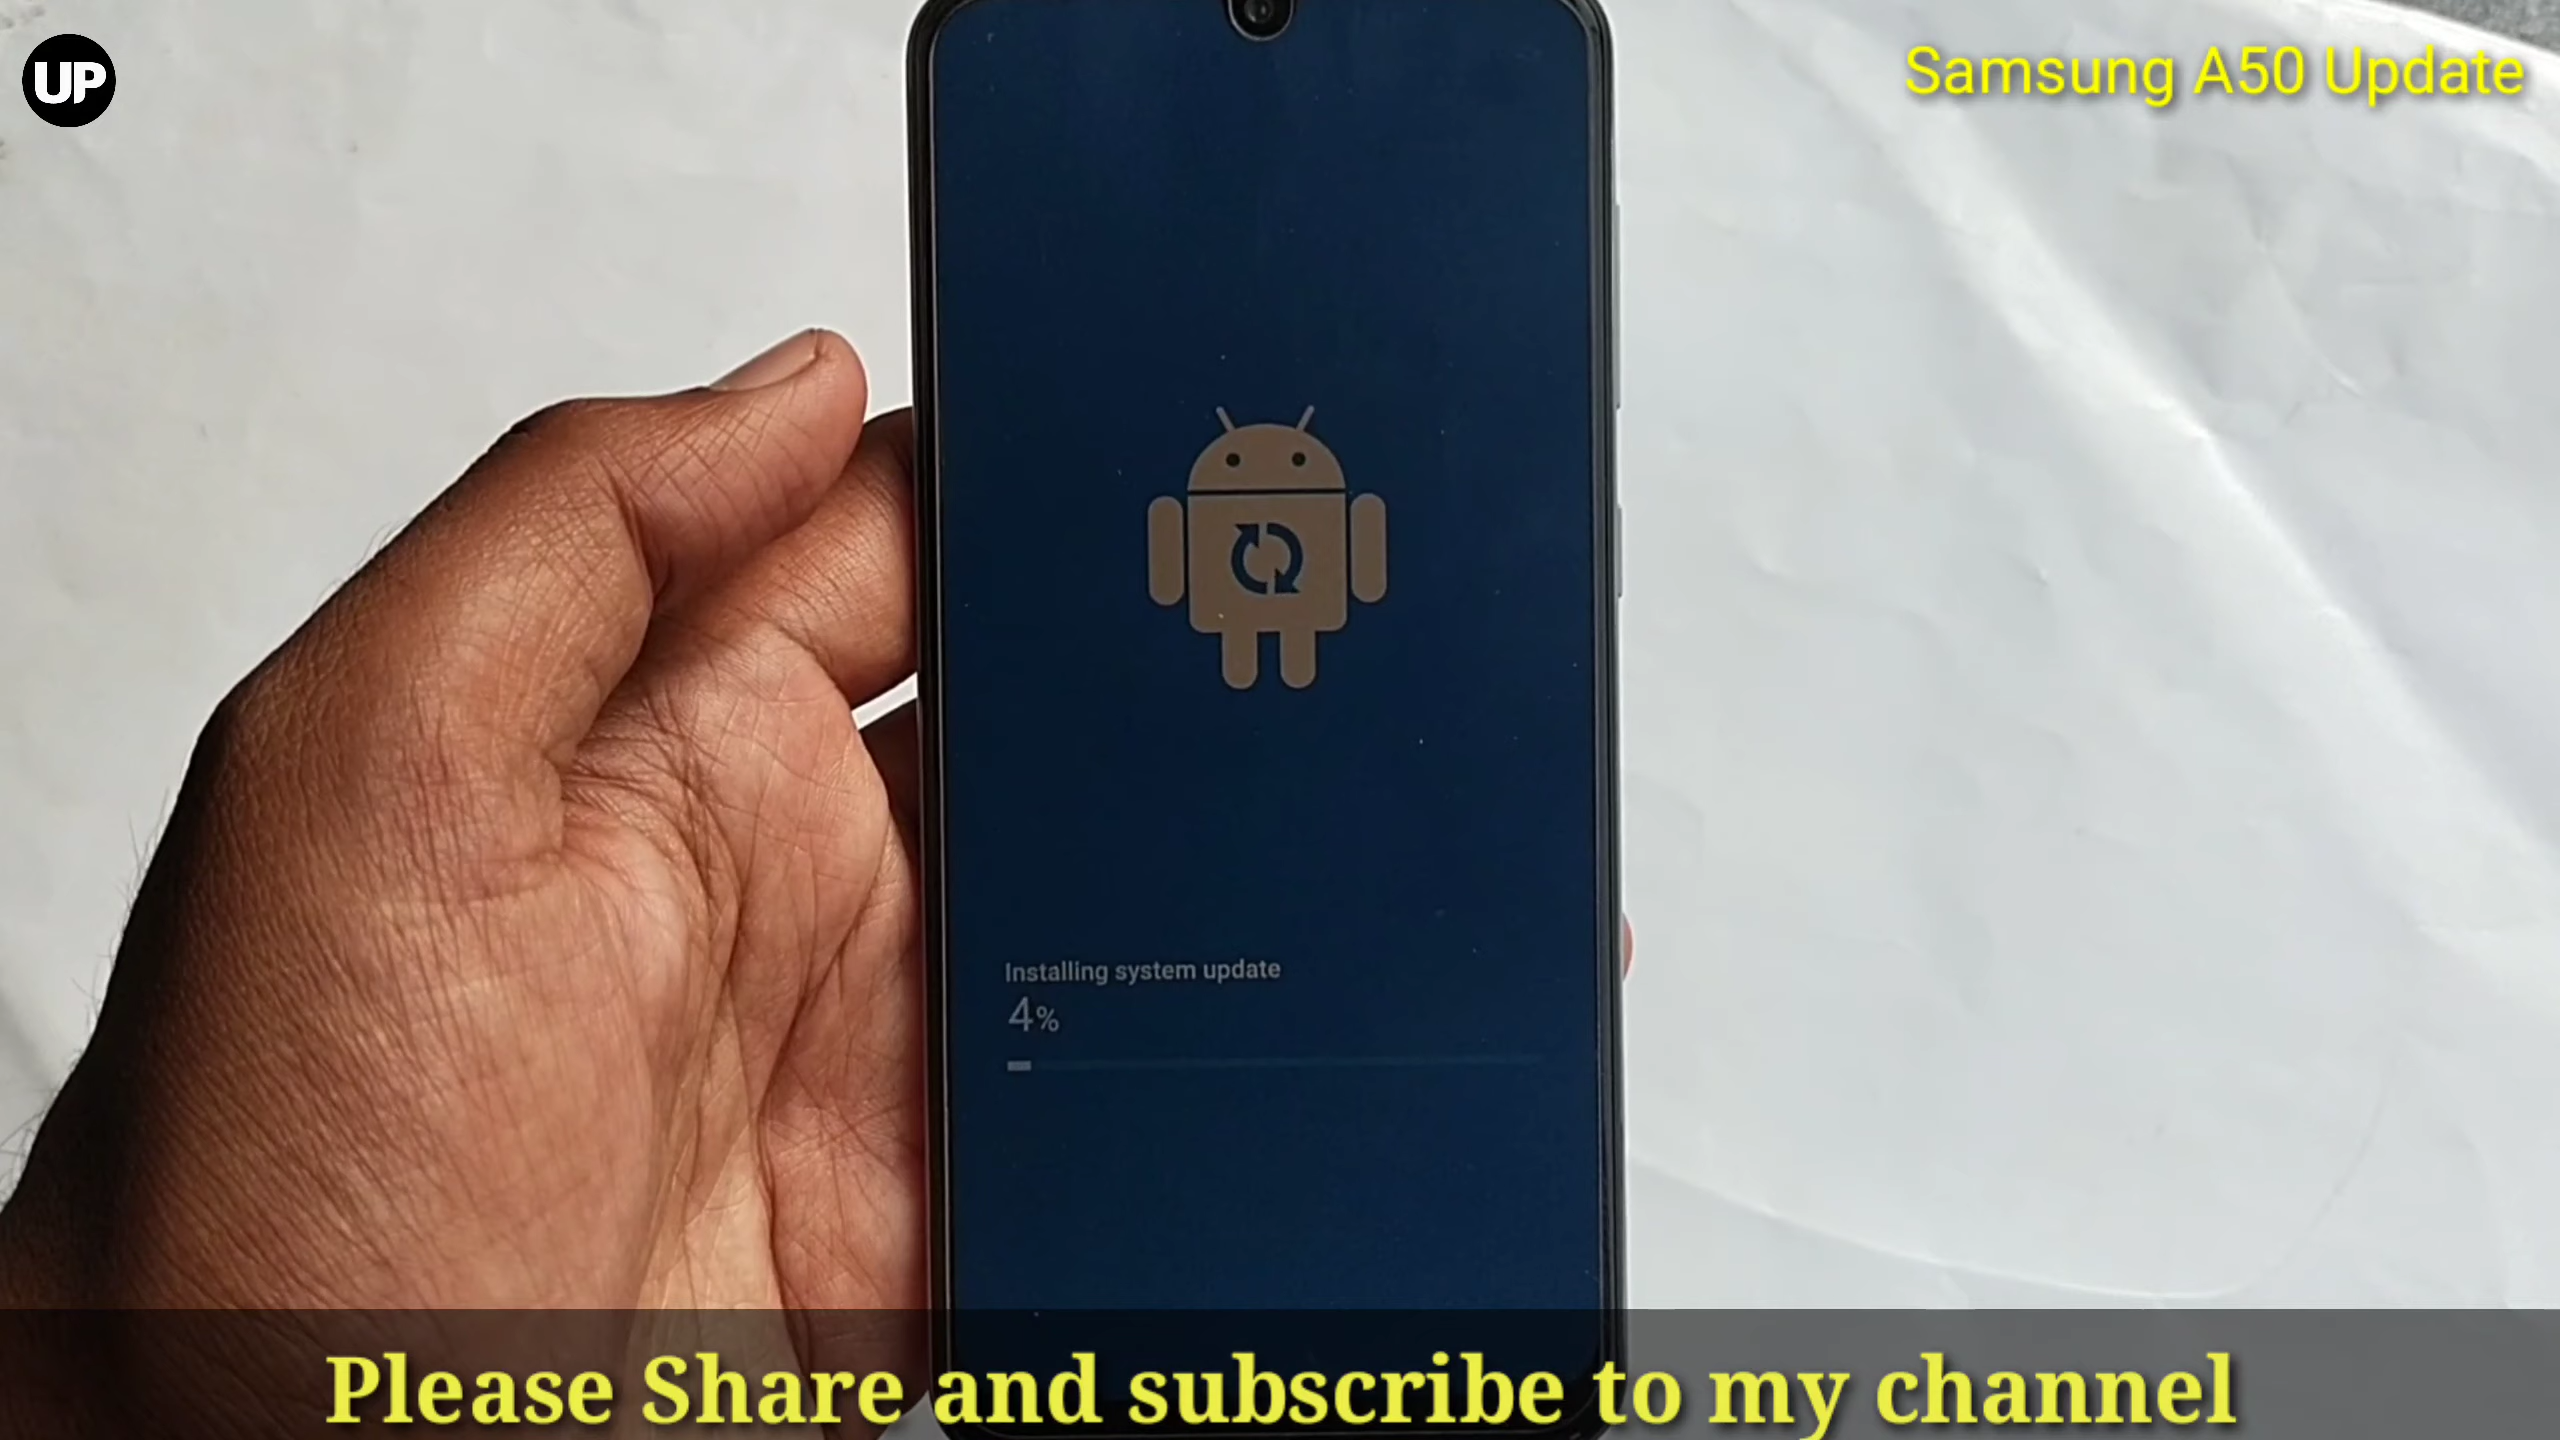 UP
Samsung A50 Update
Installing system update
4%
Please Share and subscribe to my channel